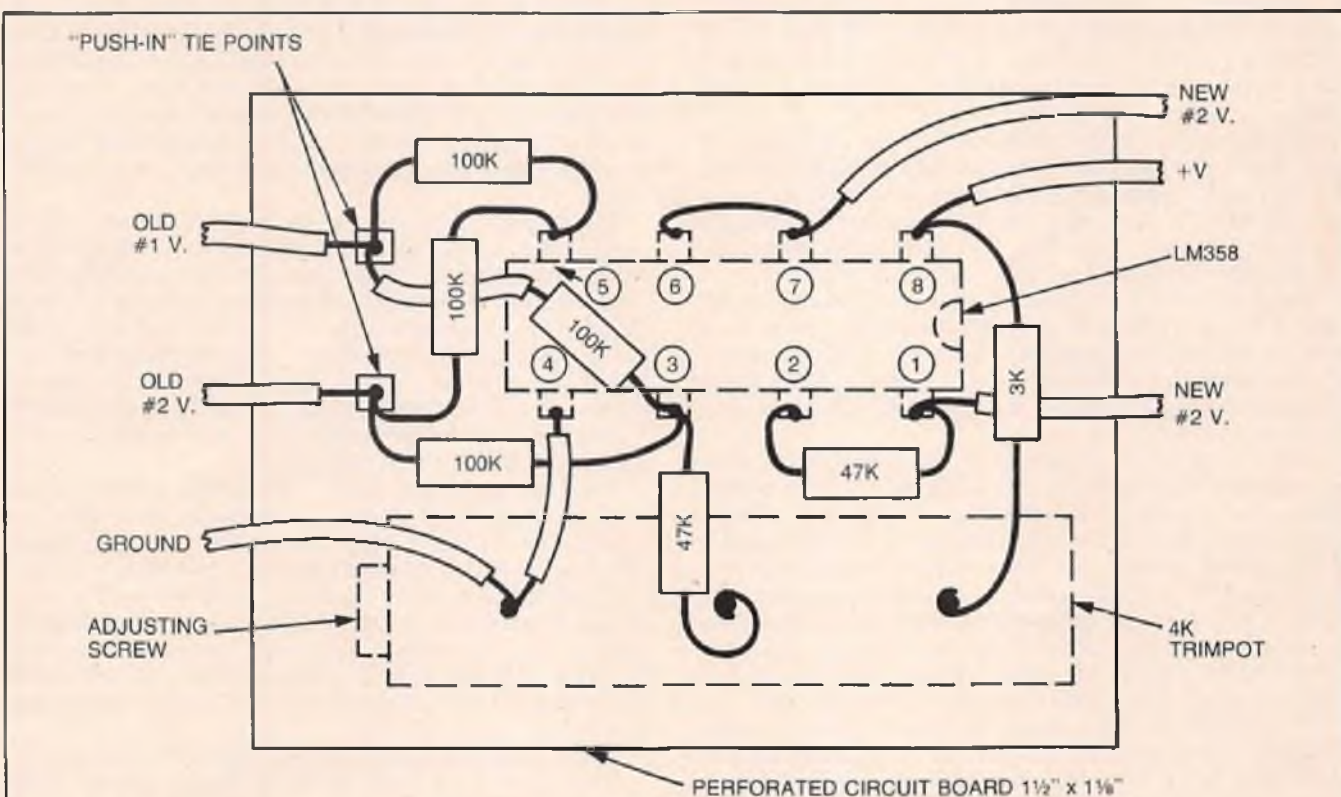 "PUSH-IN" TIE POINTS
NEW
#2 V.
100K
+V
OLD
#1 V.
LM358
100K
5
6
7
8
100K
4
3
2
1
3K
OLD
#2 V.
NEW
#2 V.
100K
47K
GROUND
47K
ADJUSTING
SCREW
4K
TRIMPOT
PERFORATED CIRCUIT BOARD 1½" x 1⅛"